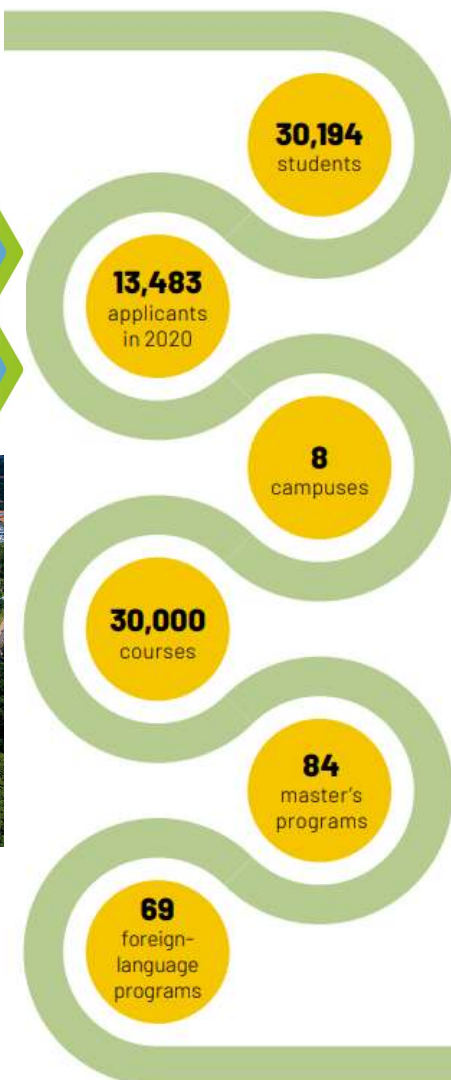 30,194
students
13,483
applicants
in 2020
8
campuses
30,000
courses
84
master's
programs
69
foreign-
language
programs